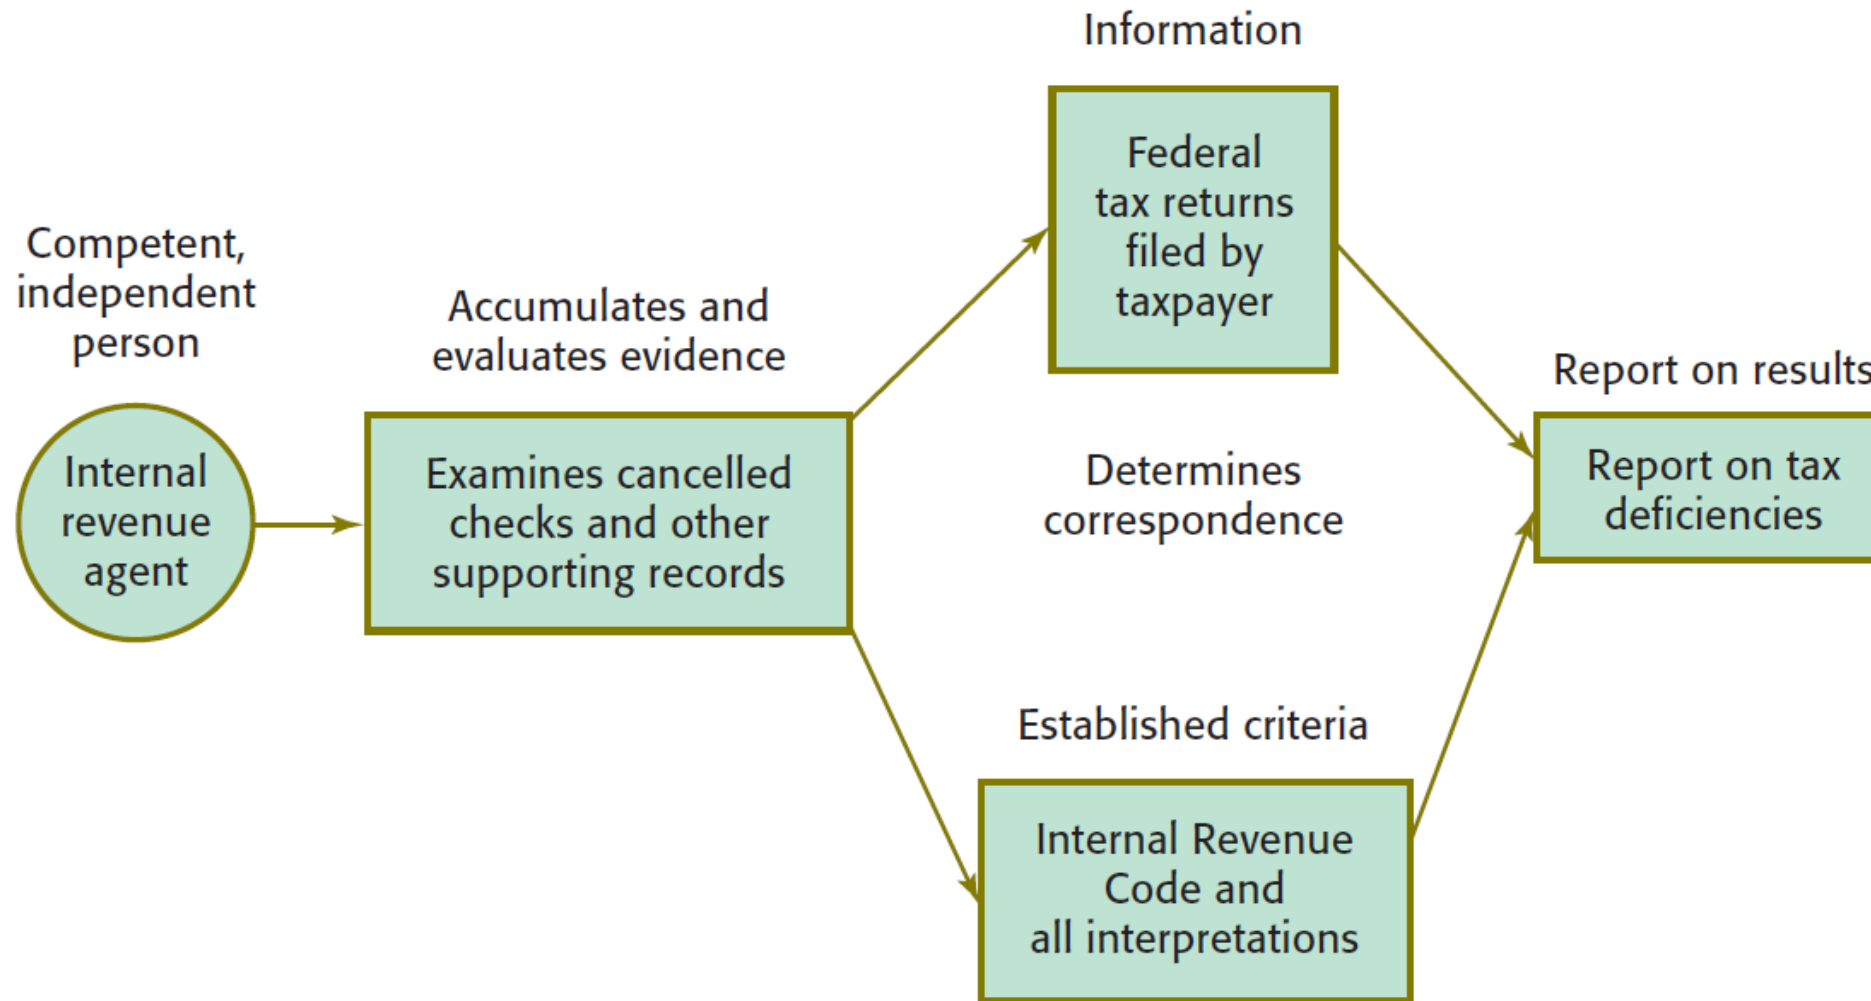 Information
Federal
tax returns
filed by
taxpayer
Competent,
independent
person
Accumulates and
evaluates evidence
Report on results
Internal
revenue
agent
Examines cancelled
checks and other
supporting records
Determines
correspondence
Report on tax
deficiencies
Established criteria
Internal Revenue
Code and
all interpretations